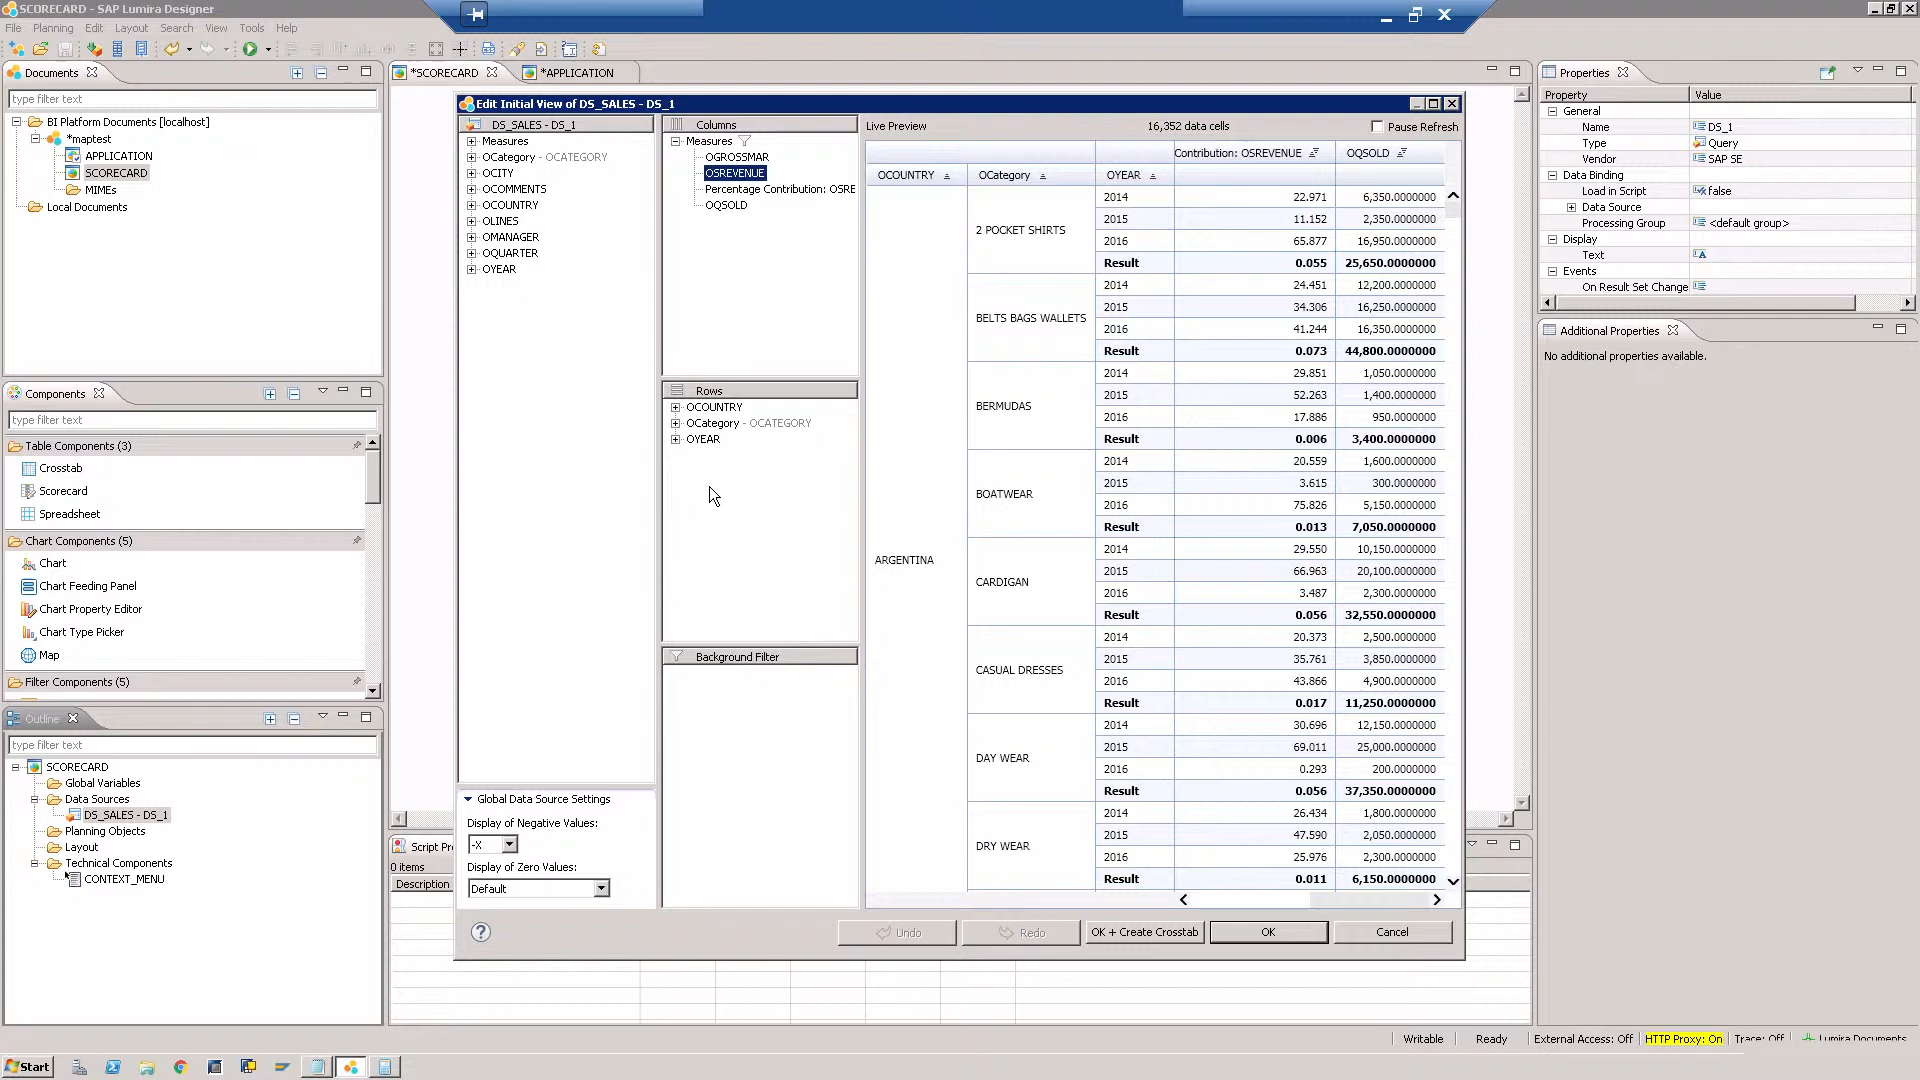 SCORECARD - SAP Lumira Designer
File Planning Edit Layout Search View Tools Help
Documents
type filter text
BI Platform Documents [localhost]
*maptest
APPLICATION
SCORECARD
MIMEs
Local Documents
Components
type filter text
Table Components (3)
Crosstab
Scorecard
Spreadsheet
Chart Components (5)
Chart
Chart Feeding Panel
Chart Property Editor
Chart Type Picker
Map
Filter Components (5)
Outline
type filter text
SCORECARD
Global Variables
Data Sources
DS_SALES - DS_1
Planning Objects
Layout
Technical Components
CONTEXT_MENU
*SCORECARD *APPLICATION
Edit Initial View of DS_SALES - DS_1
DS_SALES - DS_1
Measures
OCategory - OCATEGORY
OCITY
OCOMMENTS
OCOUNTRY
OLINES
OMANAGER
OQUARTER
OYEAR
Global Data Source Settings
Display of Negative Values:
-X
Display of Zero Values:
Default
Columns
Measures
OGROSSMAR
OSREVENUE
Percentage Contribution: OSRE
OQSOLD
Rows
OCOUNTRY
OCategory - OCATEGORY
OYEAR
Background Filter
Live Preview 16,352 data cells Pause Refresh
Contribution: OSREVENUE OQSOLD
OCOUNTRY OCategory OYEAR
ARGENTINA
2 POCKET SHIRTS
2014 22.971 6,350.0000000
2015 11.152 2,350.0000000
2016 65.877 16,950.0000000
Result 0.055 25,650.0000000
BELTS BAGS WALLETS
2014 24.451 12,200.0000000
2015 34.306 16,250.0000000
2016 41.244 16,350.0000000
Result 0.073 44,800.0000000
BERMUDAS
2014 29.851 1,050.0000000
2015 52.263 1,400.0000000
2016 17.886 950.0000000
Result 0.006 3,400.0000000
BOATWEAR
2014 20.559 1,600.0000000
2015 3.615 300.0000000
2016 75.826 5,150.0000000
Result 0.013 7,050.0000000
CARDIGAN
2014 29.550 10,150.0000000
2015 66.963 20,100.0000000
2016 3.487 2,300.0000000
Result 0.056 32,550.0000000
CASUAL DRESSES
2014 20.373 2,500.0000000
2015 35.761 3,850.0000000
2016 43.866 4,900.0000000
Result 0.017 11,250.0000000
DAY WEAR
2014 30.696 12,150.0000000
2015 69.011 25,000.0000000
2016 0.293 200.0000000
Result 0.056 37,350.0000000
DRY WEAR
2014 26.434 1,800.0000000
2015 47.590 2,050.0000000
2016 25.976 2,300.0000000
Result 0.011 6,150.0000000
Undo Redo OK + Create Crosstab OK Cancel
Script Pr
0 items
Description
Properties
Property Value
General
Name DS_1
Type Query
Vendor SAP SE
Data Binding
Load in Script false
Data Source
Processing Group <default group>
Display
Text
Events
On Result Set Change
Additional Properties
No additional properties available.
Writable Ready External Access: Off HTTP Proxy: On Trace: Off Lumira Documents
Start